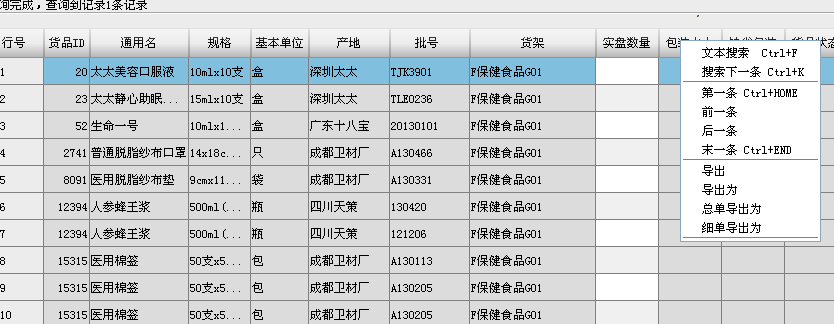 询完成，查询到记录1条记录
行号 货品ID 通用名 规格 基本单位 产地 批号 货架 实盘数量
1 20 太太美容口服液 10mlx10支 盒 深圳太太 TJK3901 F保健食品G01
2 23 太太静心助眠... 15mlx10支 盒 深圳太太 TLE0236 F保健食品G01
3 52 生命一号 10mlx1... 盒 广东十八宝 20130101 F保健食品G01
4 2741 普通脱脂纱布口罩 14x18c... 只 成都卫材厂 A130466 F保健食品G01
5 8091 医用脱脂纱布垫 9cmx11... 袋 成都卫材厂 A130331 F保健食品G01
6 12394 人参蜂王浆 500ml(... 瓶 四川天策 130420 F保健食品G01
7 12394 人参蜂王浆 500ml(... 瓶 四川天策 121206 F保健食品G01
8 15315 医用棉签 50支x5... 包 成都卫材厂 A130113 F保健食品G01
9 15315 医用棉签 50支x5... 包 成都卫材厂 A130205 F保健食品G01
10 15315 医用棉签 50支x5... 包 成都卫材厂 A130205 F保健食品G01
文本搜索 Ctrl+F
搜索下一条 Ctrl+K
第一条 Ctrl+HOME
前一条
后一条
末一条 Ctrl+END
导出
导出为
总单导出为
细单导出为